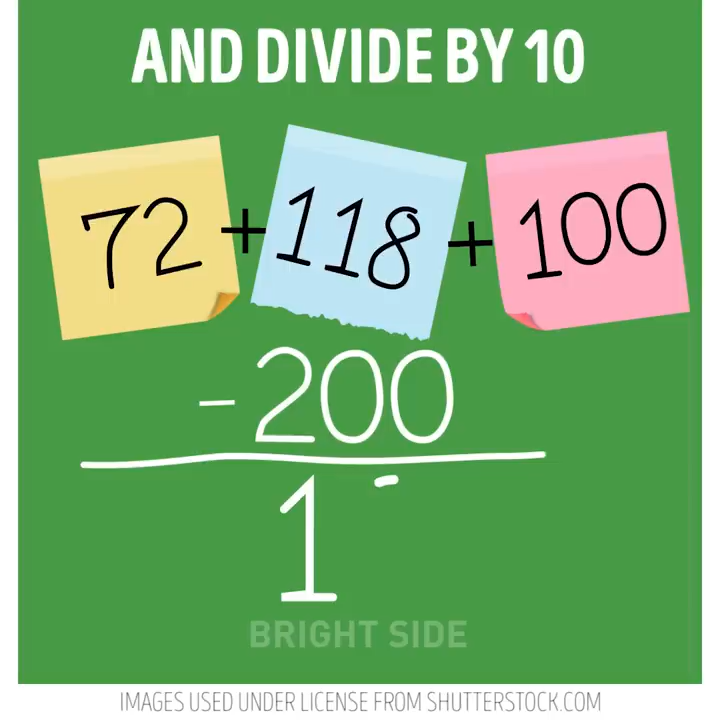 AND DIVIDE BY 10
72 + 118 + 100
-200
1
BRIGHT SIDE
IMAGES USED UNDER LICENSE FROM SHUTTERSTOCK.COM